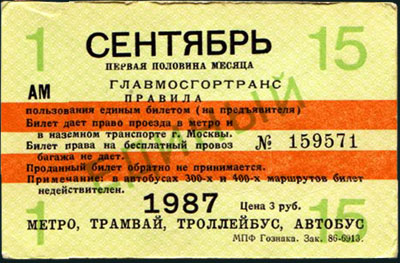 1 СЕНТЯБРЬ 15
ПЕРВАЯ ПОЛОВИНА МЕСЯЦА
ГЛАВМОСГОРТРАНС
АМ ПРАВИЛА
пользования единым билетом (на предъявителя)
Билет дает право проезда в метро и
в наземном транспорте г. Москвы.
Билет права на бесплатный провоз
багажа не дает.
№ 159571
Проданный билет обратно не принимается.
Примечание: в автобусах 300-х и 400-х маршрутов билет
недействителен.
ЕДИНЫЙ
1 1987 Цена 3 руб. 15
МЕТРО, ТРАМВАЙ, ТРОЛЛЕЙБУС, АВТОБУС
МПФ Гознака. Зак. 86-6913.